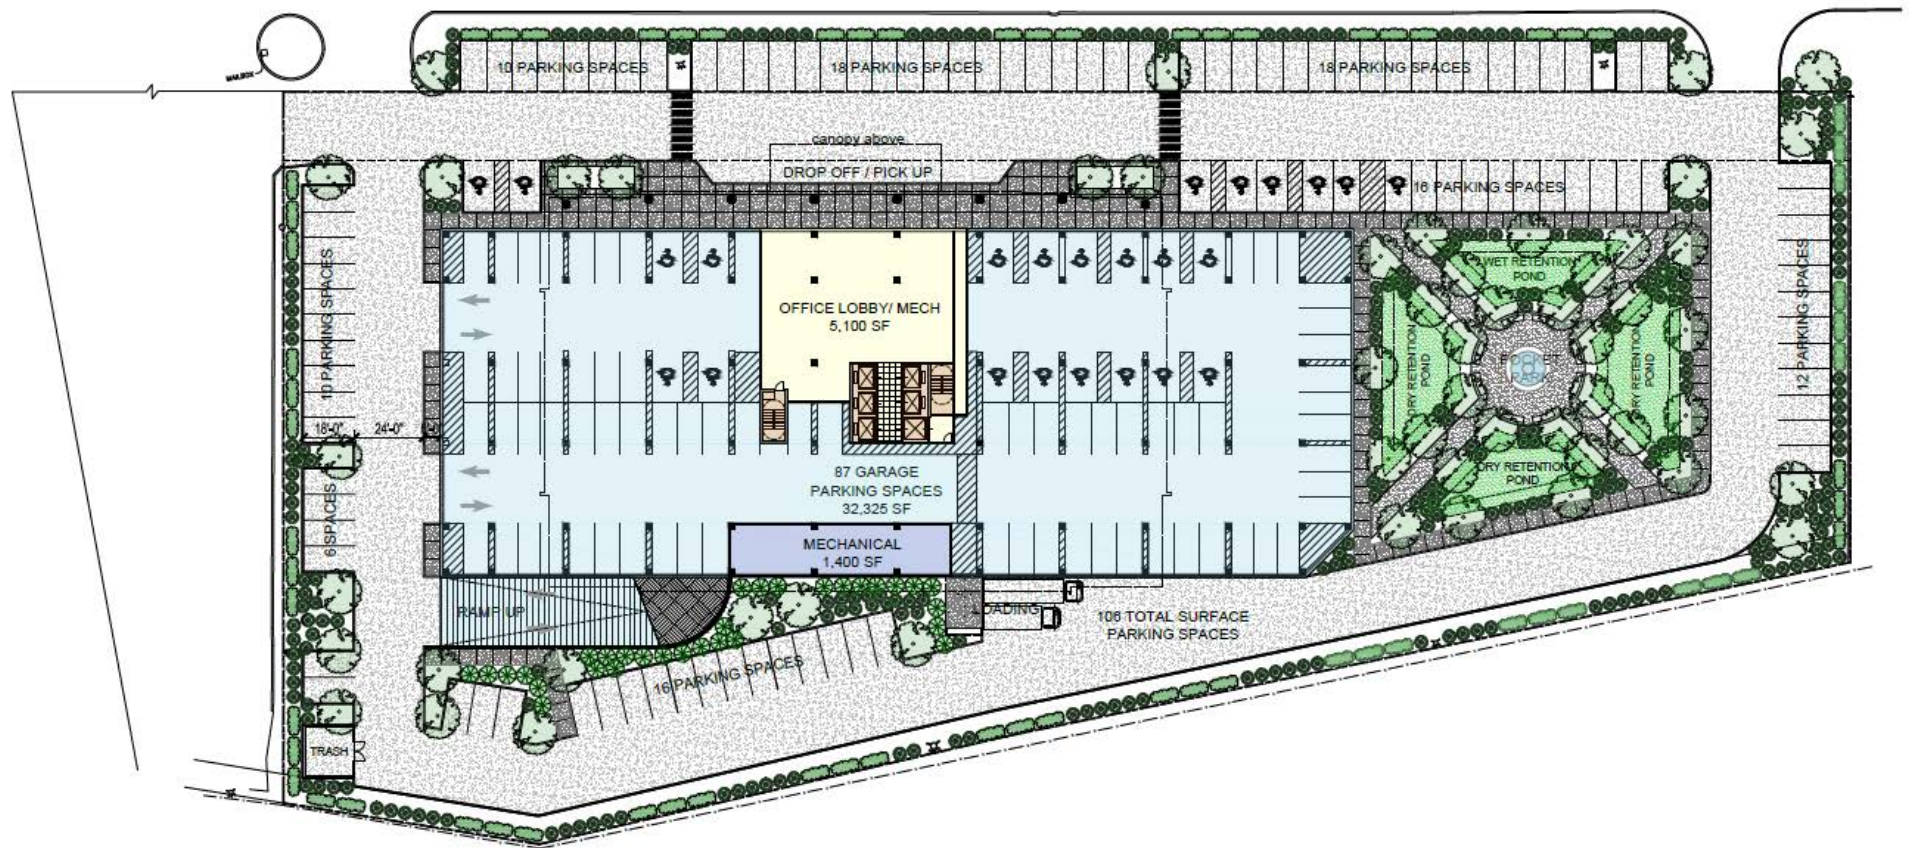 MAILBOX
10 PARKING SPACES
18 PARKING SPACES
18 PARKING SPACES
canopy above
DROP OFF / PICK UP
16 PARKING SPACES
10 PARKING SPACES
OFFICE LOBBY/ MECH
5,100 SF
WET RETENTION
POND
DRY RETENTION
POND
POCKET
PARK
DRY RETENTION
POND
12 PARKING SPACES
18'-0"
24'-0"
6 SPACES
87 GARAGE
PARKING SPACES
32,325 SF
DRY RETENTION
POND
MECHANICAL
1,400 SF
RAMP UP
LOADING
106 TOTAL SURFACE
PARKING SPACES
16 PARKING SPACES
TRASH